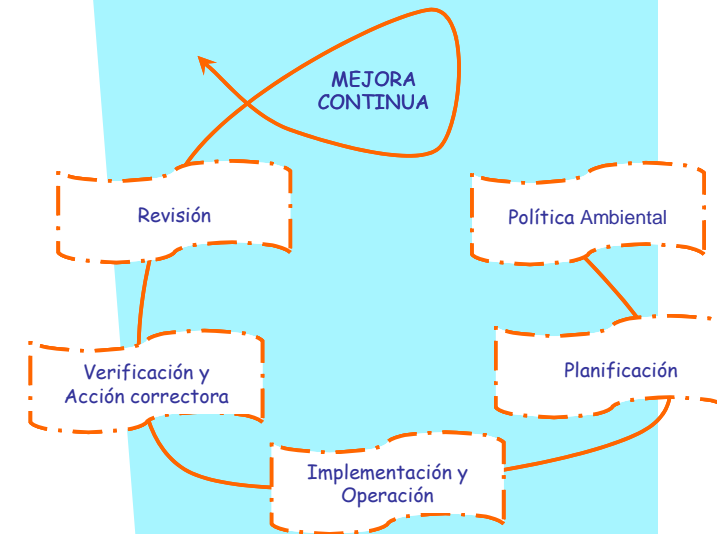 MEJORA
CONTINUA
Revisión
Política Ambiental
Verificación y
Acción correctora
Planificación
Implementación y
Operación